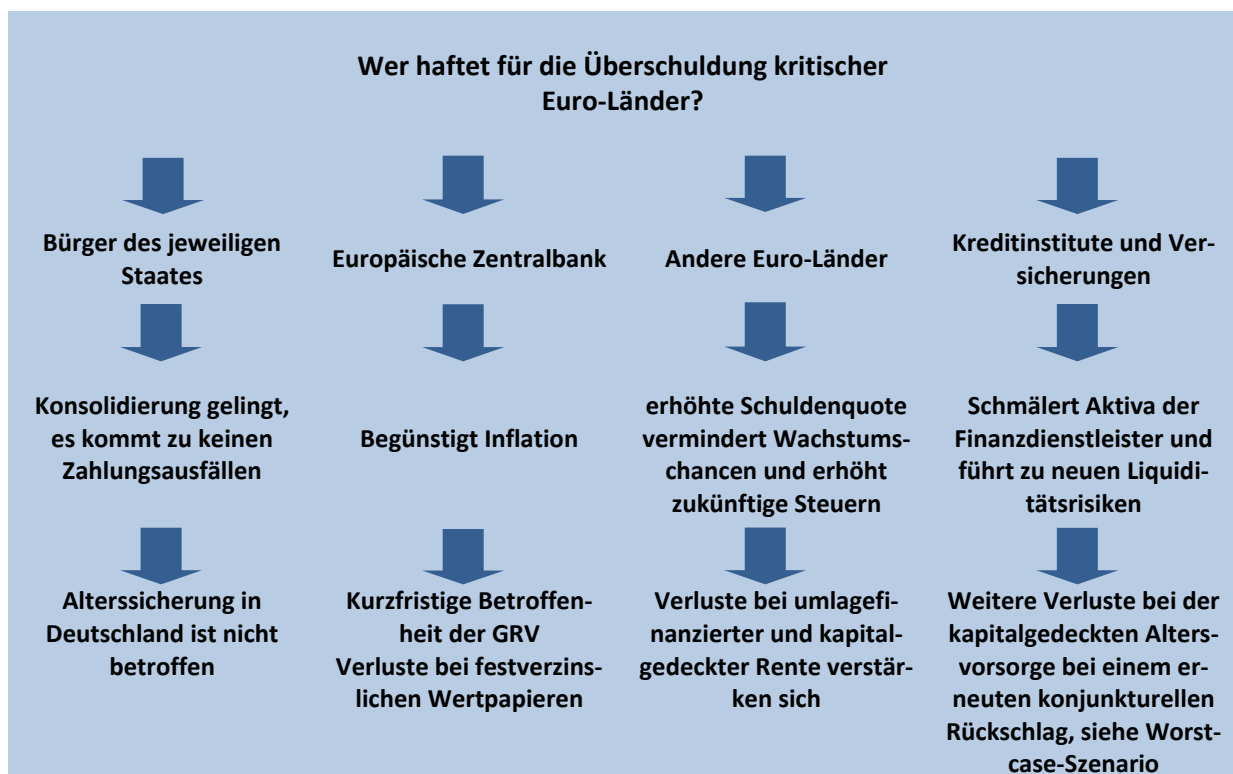 Wer haftet für die Überschuldung kritischer
Euro-Länder?
Bürger des jeweiligen
Staates
Konsolidierung gelingt,
es kommt zu keinen
Zahlungsausfällen
Alterssicherung in
Deutschland ist nicht
betroffen
Europäische Zentralbank
Begünstigt Inflation
Kurzfristige Betroffen-
heit der GRV
Verluste bei festverzins-
lichen Wertpapieren
Andere Euro-Länder
erhöhte Schuldenquote
vermindert Wachstums-
chancen und erhöht
zukünftige Steuern
Verluste bei umlagefi-
nanzierter und kapital-
gedeckter Rente verstär-
ken sich
Kreditinstitute und Ver-
sicherungen
Schmälert Aktiva der
Finanzdienstleister und
führt zu neuen Liquidi-
tätsrisiken
Weitere Verluste bei der
kapitalgedeckten Alters-
vorsorge bei einem er-
neuten konjunkturellen
Rückschlag, siehe Worst-
case-Szenario